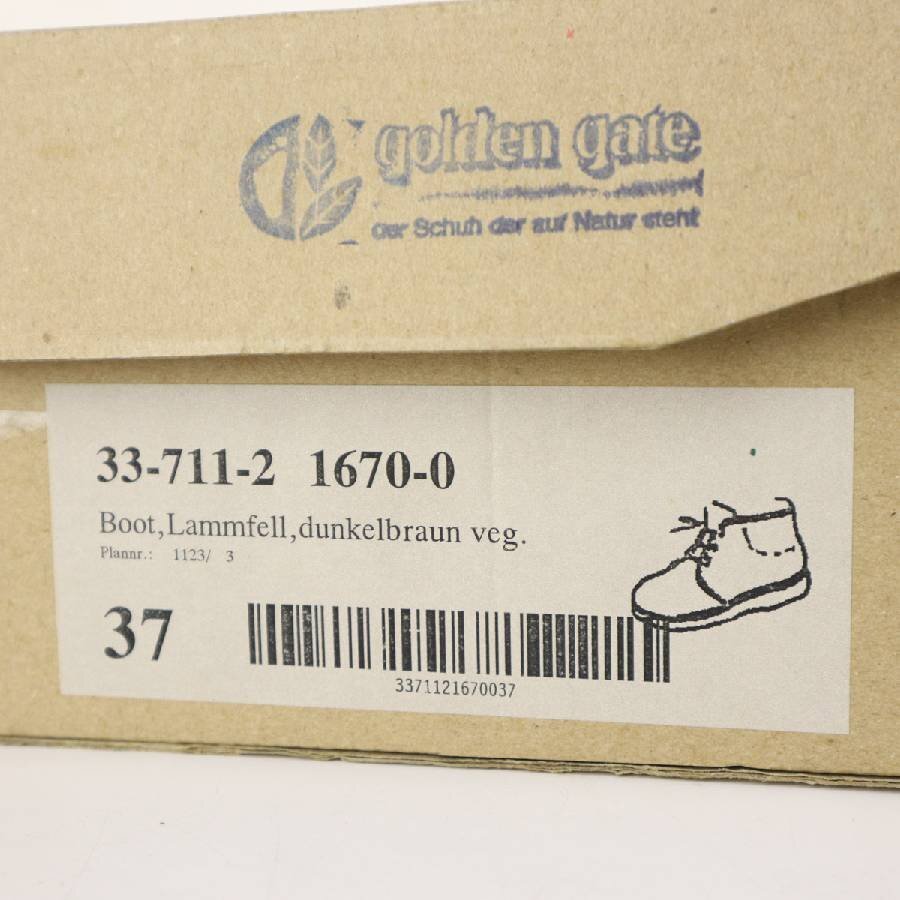 golden gate
der Schuh der auf Natur steht
33-711-2 1670-0
Boot,Lammfell,dunkelbraun veg.
Plannr.: 1123/ 3
37
3371121670037